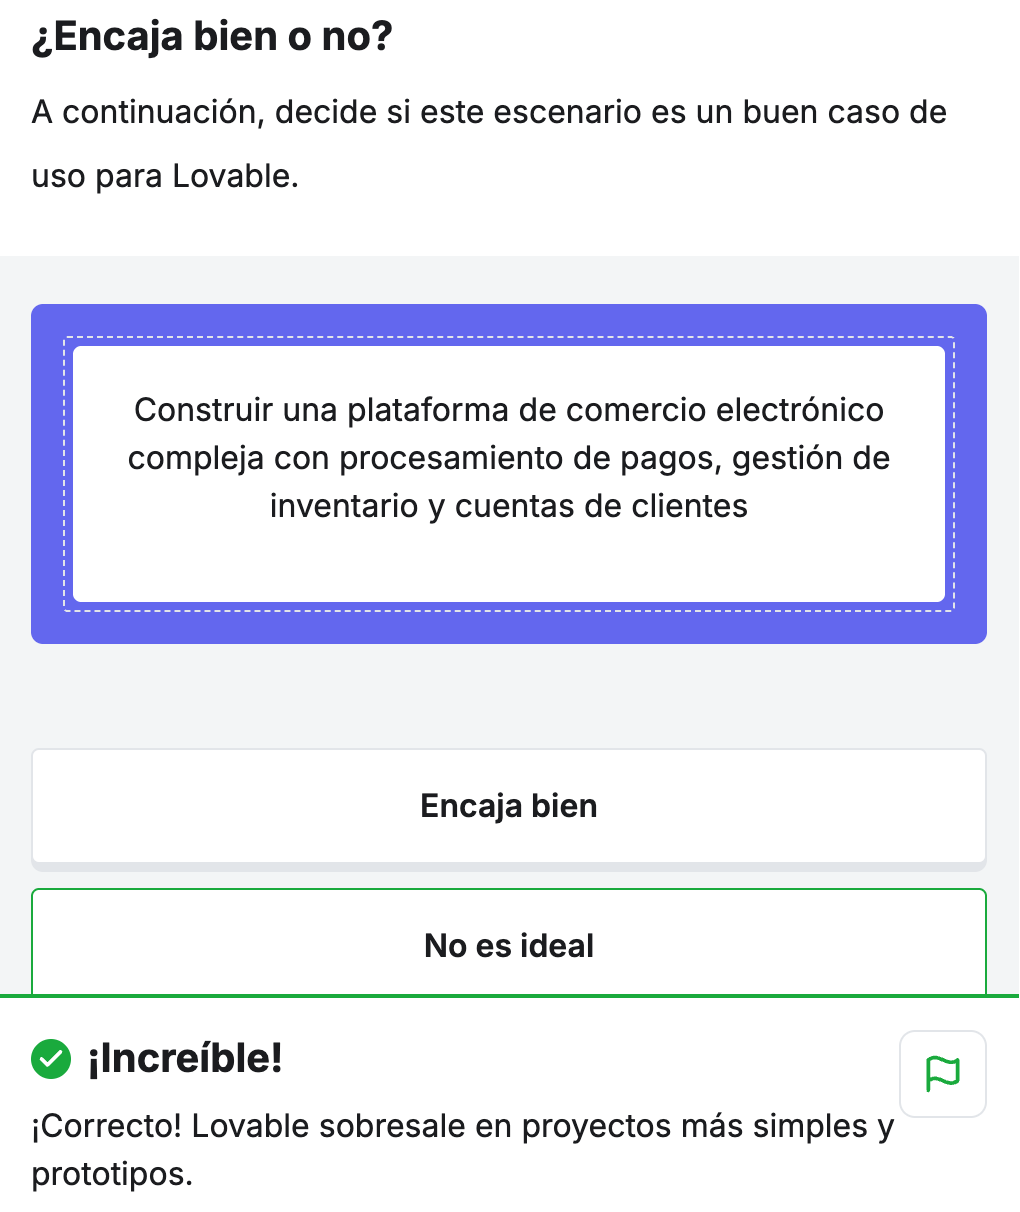 ¿Encaja bien o no?
A continuación, decide si este escenario es un buen caso de
uso para Lovable.
Construir una plataforma de comercio electrónico
compleja con procesamiento de pagos, gestión de
inventario y cuentas de clientes
Encaja bien
No es ideal
¡Increíble!
¡Correcto! Lovable sobresale en proyectos más simples y
prototipos.